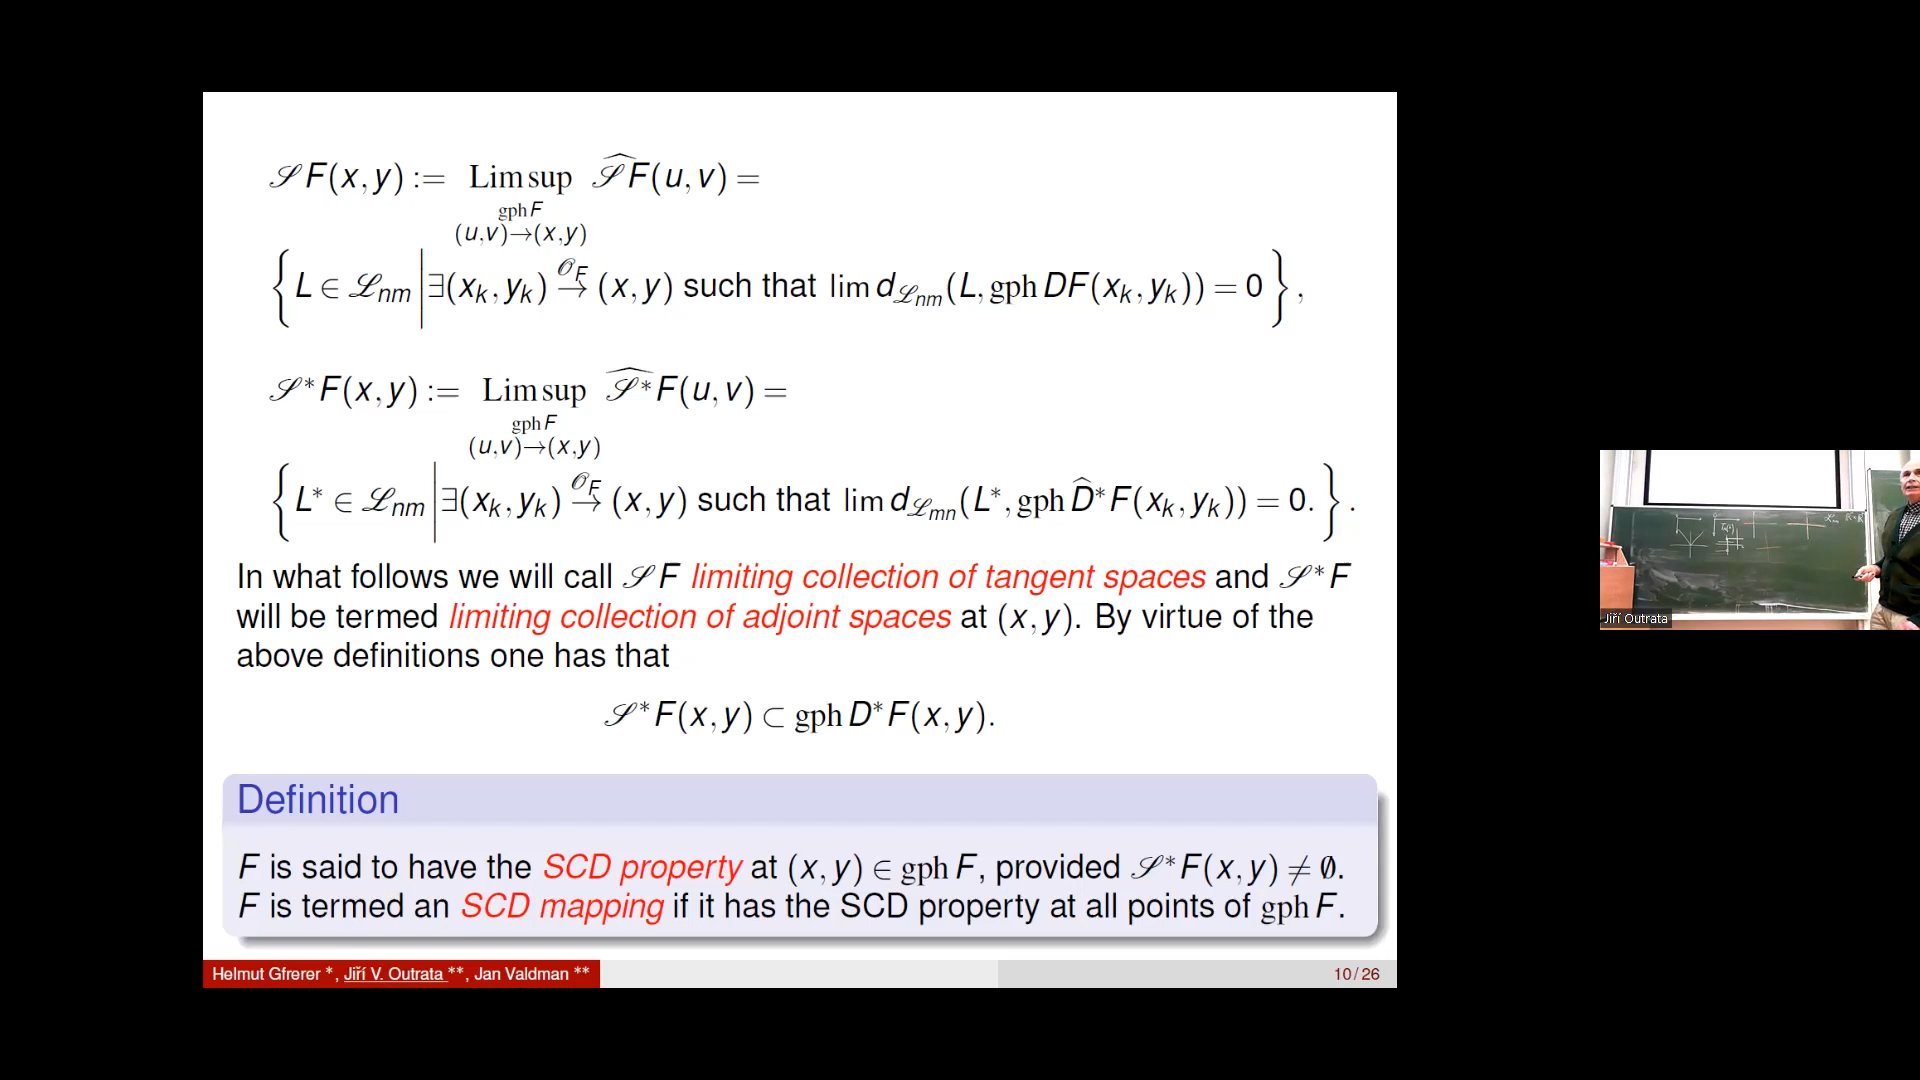 𝒮F(x,y) := Lim sup 𝒮̂F(u,v) =
gph F
(u,v)→(x,y)
{ L ∈ ℒnm | ∃(xk,yk) →^{𝒪F} (x,y) such that lim dℒnm(L, gph DF(xk,yk)) = 0 },
𝒮*F(x,y) := Lim sup 𝒮̂*F(u,v) =
gph F
(u,v)→(x,y)
{ L* ∈ ℒnm | ∃(xk,yk) →^{𝒪F} (x,y) such that lim dℒmn(L*, gph D̂*F(xk,yk)) = 0. }.
In what follows we will call 𝒮F limiting collection of tangent spaces and 𝒮*F
will be termed limiting collection of adjoint spaces at (x,y). By virtue of the
above definitions one has that
𝒮*F(x,y) ⊂ gph D*F(x,y).
Definition
F is said to have the SCD property at (x,y) ∈ gph F, provided 𝒮*F(x,y) ≠ ∅.
F is termed an SCD mapping if it has the SCD property at all points of gph F.
Helmut Gfrerer *, Jiří V. Outrata **, Jan Valdman **
10/26
Jiří Outrata